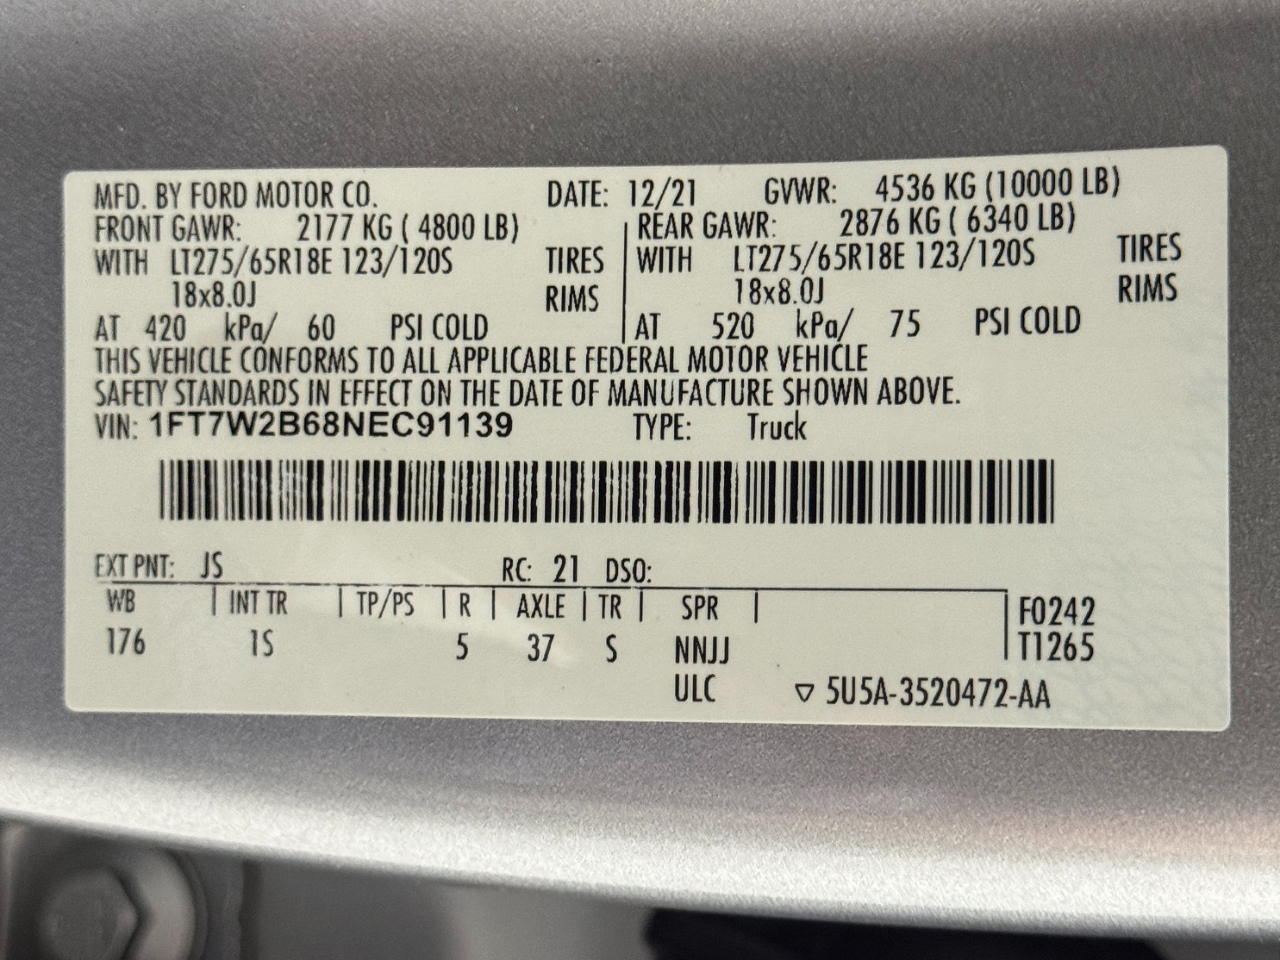 MFD. BY FORD MOTOR CO. DATE: 12/21 GVWR: 4536 KG (10000 LB)
FRONT GAWR: 2177 KG ( 4800 LB) REAR GAWR: 2876 KG ( 6340 LB)
WITH LT275/65R18E 123/120S TIRES WITH LT275/65R18E 123/120S TIRES
18x8.0J RIMS 18x8.0J RIMS
AT 420 kPa/ 60 PSI COLD AT 520 kPa/ 75 PSI COLD
THIS VEHICLE CONFORMS TO ALL APPLICABLE FEDERAL MOTOR VEHICLE
SAFETY STANDARDS IN EFFECT ON THE DATE OF MANUFACTURE SHOWN ABOVE.
VIN: 1FT7W2B68NEC91139 TYPE: Truck
EXT PNT: JS RC: 21 DSO:
WB INT TR TP/PS R AXLE TR SPR F0242
176 1S 5 37 S NNJJ T1265
ULC ▽ 5U5A-3520472-AA